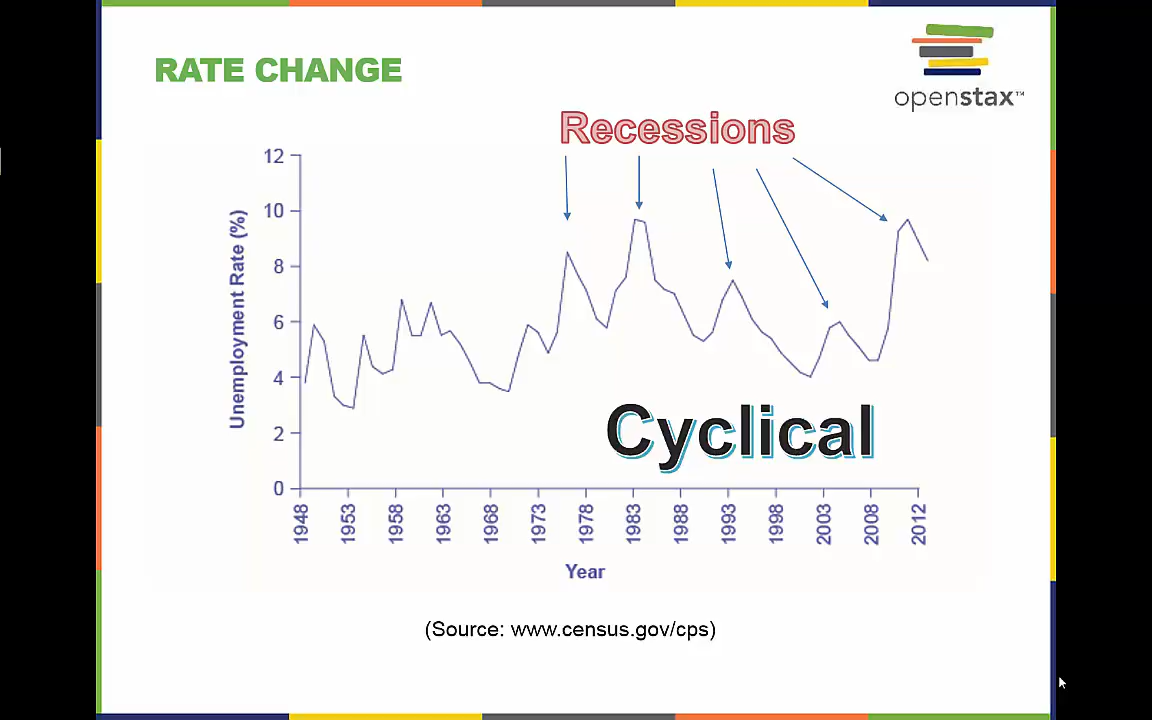 RATE CHANGE
openstax™
Recessions
12
10
8
6
4
2
0
Unemployment Rate (%)
Cyclical
1948 1953 1958 1963 1968 1973 1978 1983 1988 1993 1998 2003 2008 2012
Year
(Source: www.census.gov/cps)